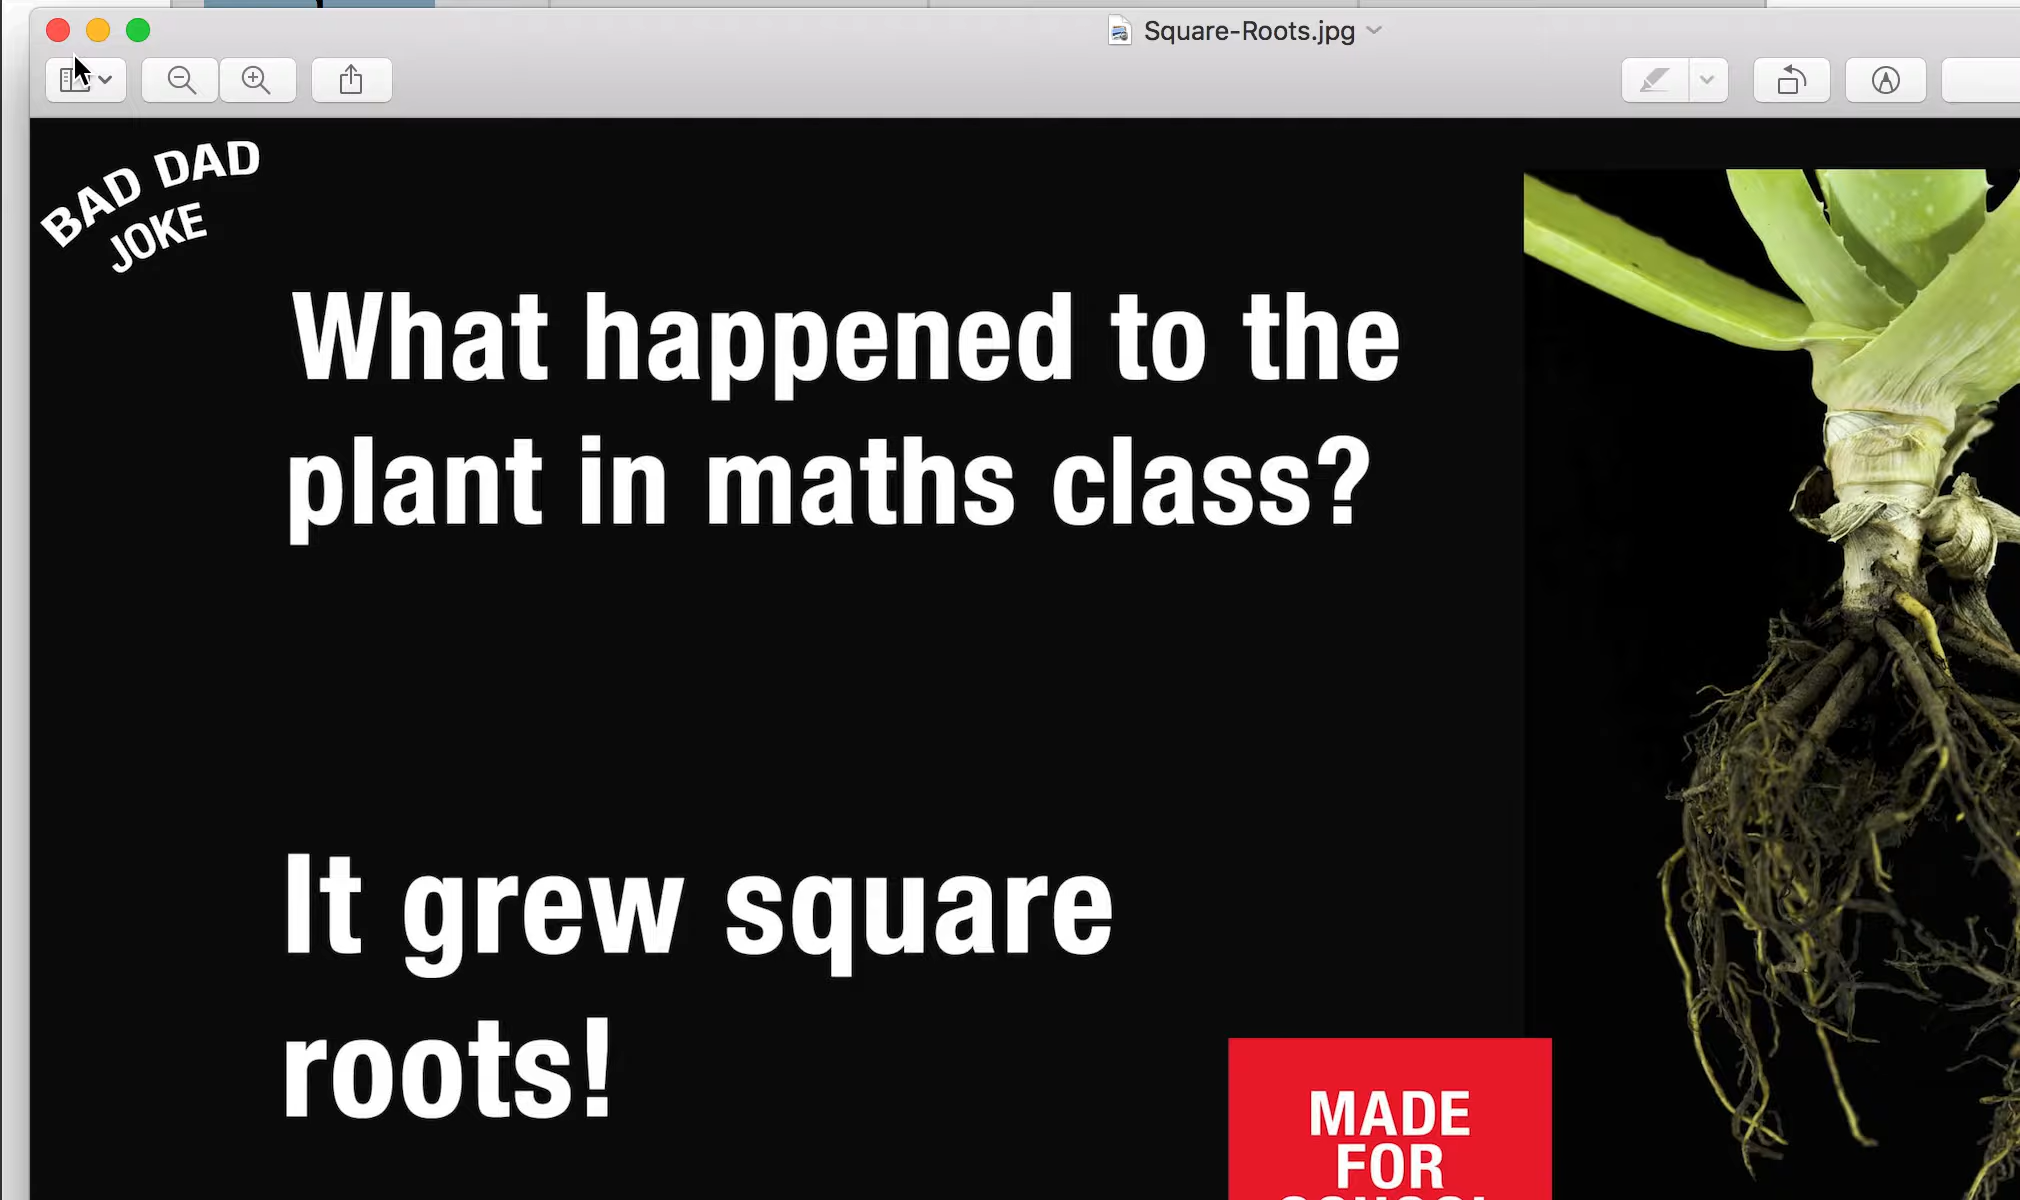 Square-Roots.jpg
BAD DAD
JOKE
What happened to the
plant in maths class?
It grew square
roots!
MADE
FOR